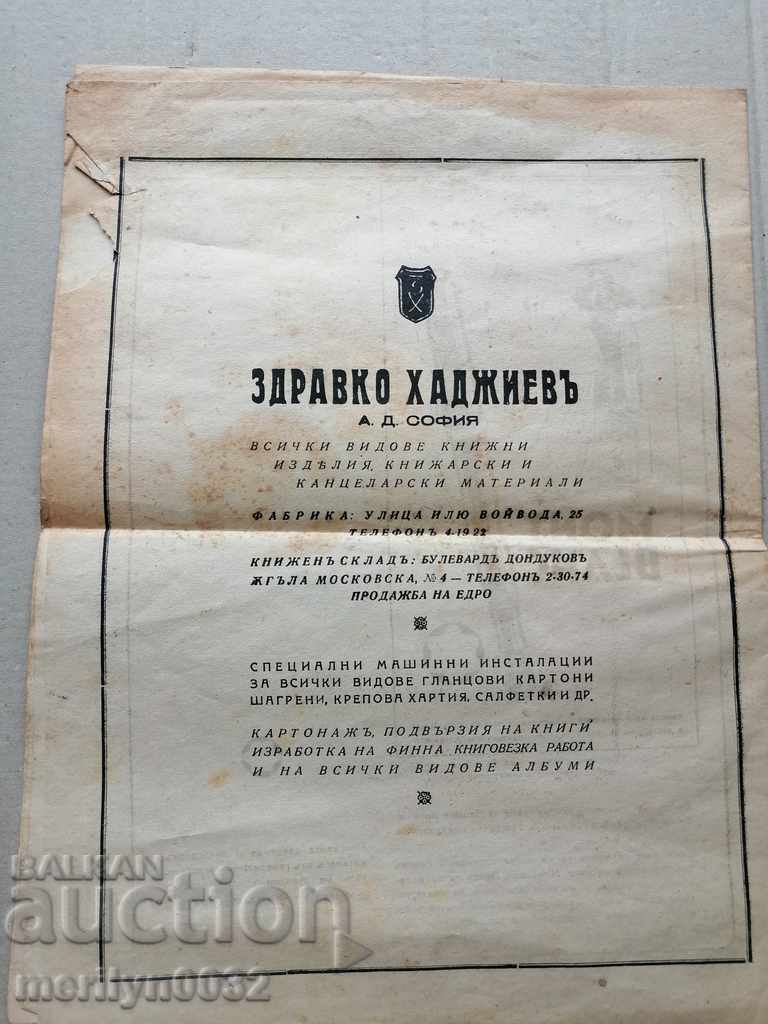 ЗДРАВКО ХАДЖИЕВЪ
А. Д. СОФИЯ
ВСИЧКИ ВИДОВЕ КНИЖНИ
ИЗДѢЛИЯ, КНИЖАРСКИ И
КАНЦЕЛАРСКИ МАТЕРИАЛИ
ФАБРИКА: УЛИЦА ИЛЮ ВОЙВОДА, 25
ТЕЛЕФОНЪ 4-19-22
КНИЖЕНЪ СКЛАДЪ: БУЛЕВАРДЪ ДОНДУКОВЪ
ѪГЪЛА МОСКОВСКА, № 4 — ТЕЛЕФОНЪ 2-30-74
ПРОДАЖБА НА ЕДРО
СПЕЦИАЛНИ МАШИННИ ИНСТАЛАЦИИ
ЗА ВСИЧКИ ВИДОВЕ ГЛАНЦОВИ КАРТОНИ
ШАГРЕНИ, КРЕПОВА ХАРТИЯ, САЛФЕТКИ И ДР.
КАРТОНАЖЪ, ПОДВЪРЗИЯ НА КНИГИ
ИЗРАБОТКА НА ФИННА КНИГОВЕЗКА РАБОТА
И НА ВСИЧКИ ВИДОВЕ АЛБУМИ
BALKAN
auction
merilyn0032